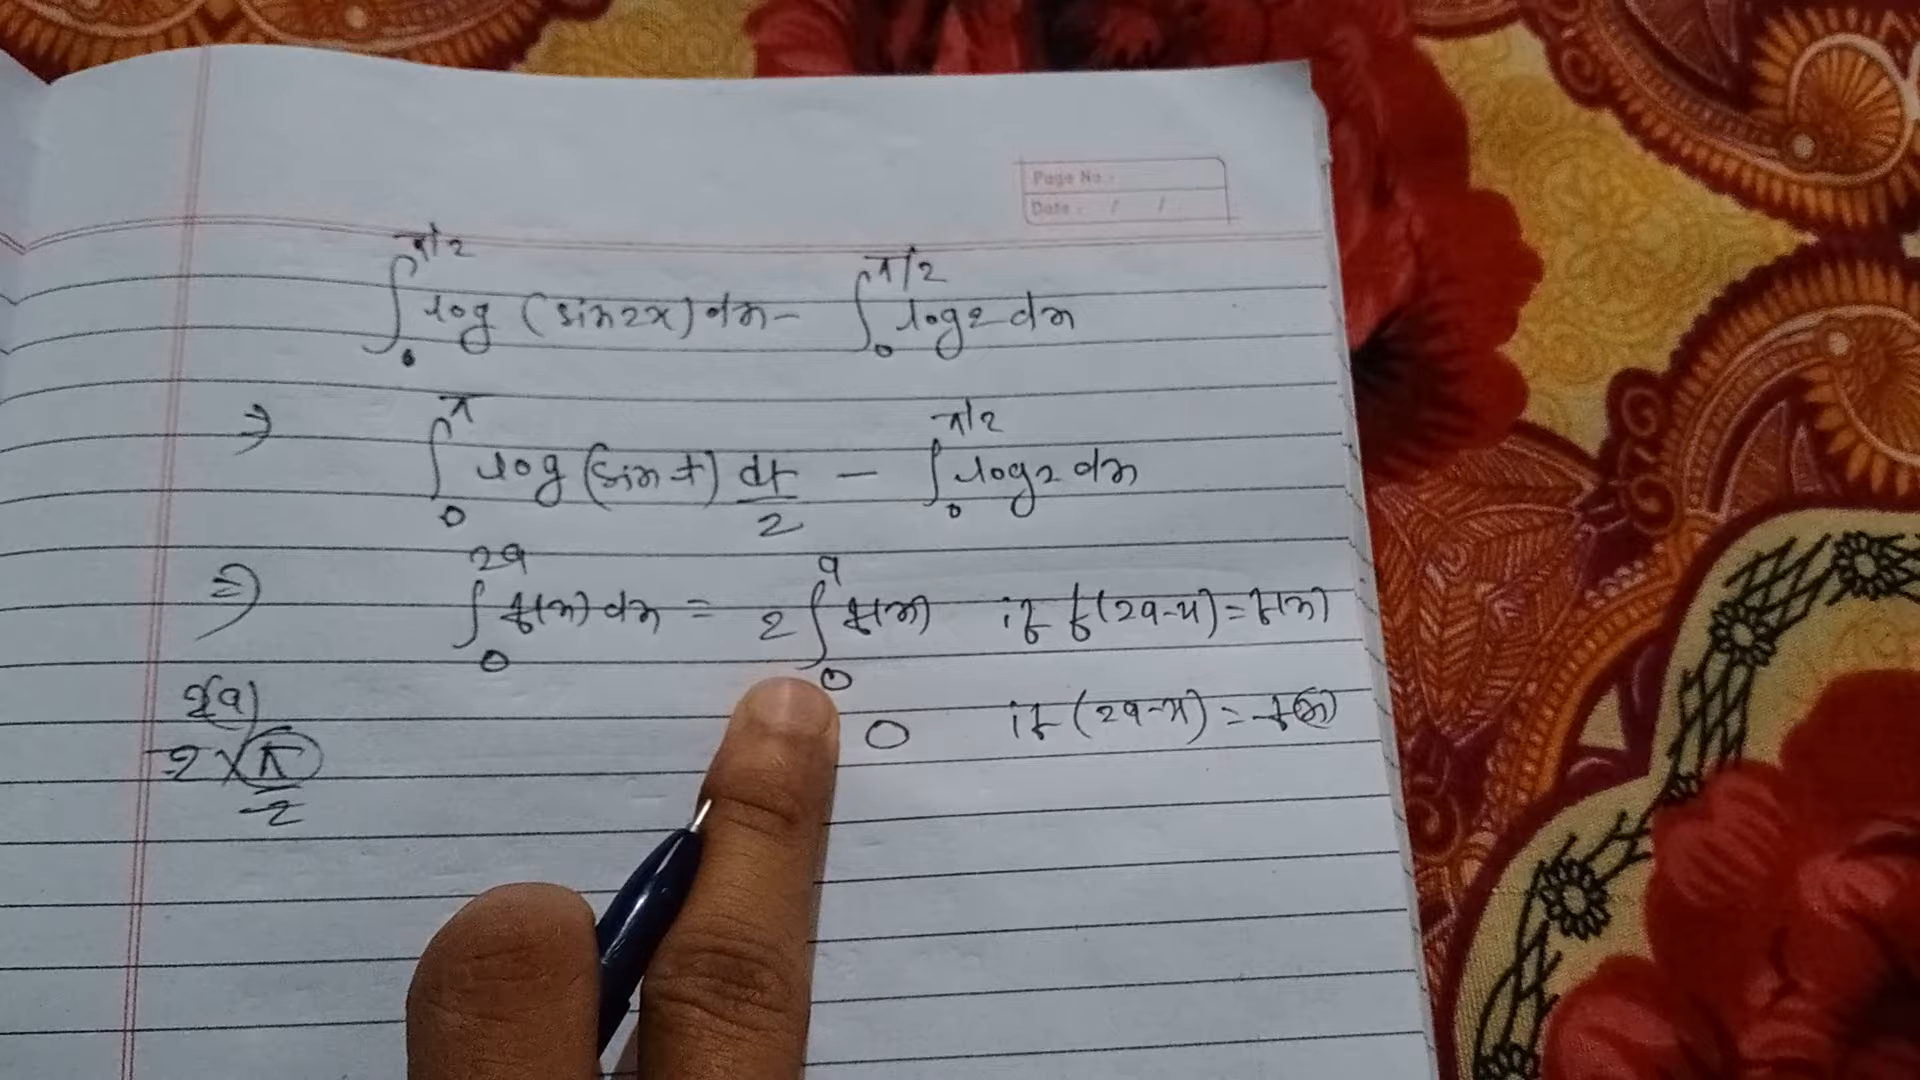 Page No.:
Date: / /
∫₀^{π/2} log (sin2x) dx - ∫₀^{π/2} log2 dx
⇒ ∫₀^{π} log (sin t) dt/2 - ∫₀^{π/2} log2 dx
⇒ ∫₀^{2a} f(x) dx = 2 ∫₀^{a} f(x) if f(2a-x) = f(x)
0 if (2a-x) = -f(x)
2(a)
2 × π/2